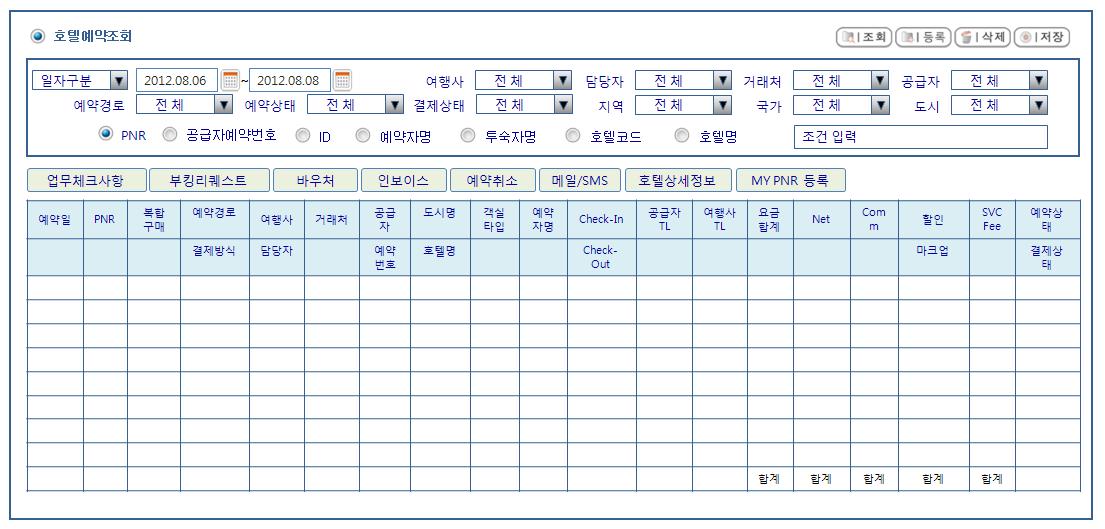 호텔예약조회
조회 등록 삭제 저장
일자구분 2012.08.06 ~ 2012.08.08 여행사 전 체 담당자 전 체 거래처 전 체 공급자 전 체
예약경로 전 체 예약상태 전 체 결제상태 전 체 지역 전 체 국가 전 체 도시 전 체
PNR 공급자예약번호 ID 예약자명 투숙자명 호텔코드 호텔명 조건 입력
업무체크사항 부킹리퀘스트 바우처 인보이스 예약취소 메일/SMS 호텔상세정보 MY PNR 등록
예약일 PNR 복합구매 예약경로 여행사 거래처 공급자 도시명 객실타입 예약자명 Check-In 공급자TL 여행사TL 요금합계 Net Comm 할인 SVC Fee 예약상태
결제방식 담당자 예약번호 호텔명 Check-Out 마크업 결제상태
합계 합계 합계 합계 합계